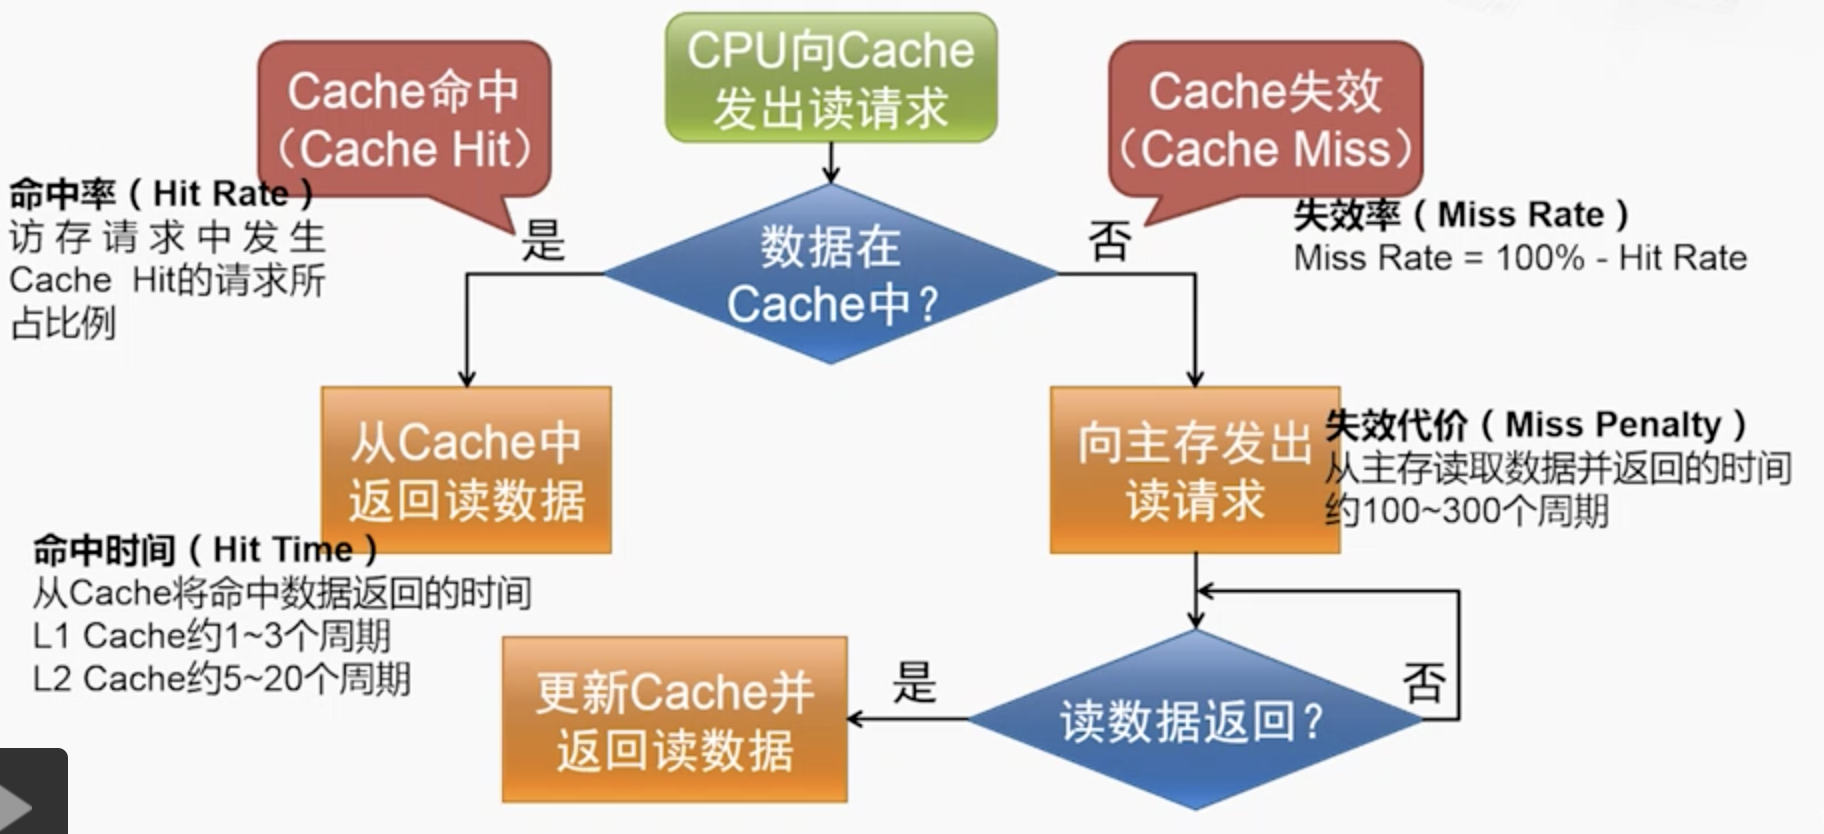 CPU向Cache
发出读请求
Cache命中
（Cache Hit）
Cache失效
（Cache Miss）
命中率（Hit Rate）
访存请求中发生
Cache Hit的请求所
占比例
是
数据在
Cache中？
否
失效率（Miss Rate）
Miss Rate = 100% - Hit Rate
从Cache中
返回读数据
向主存发出
读请求
失效代价（Miss Penalty）
从主存读取数据并返回的时间
约100~300个周期
命中时间（Hit Time）
从Cache将命中数据返回的时间
L1 Cache约1~3个周期
L2 Cache约5~20个周期
更新Cache并
返回读数据
是
读数据返回？
否